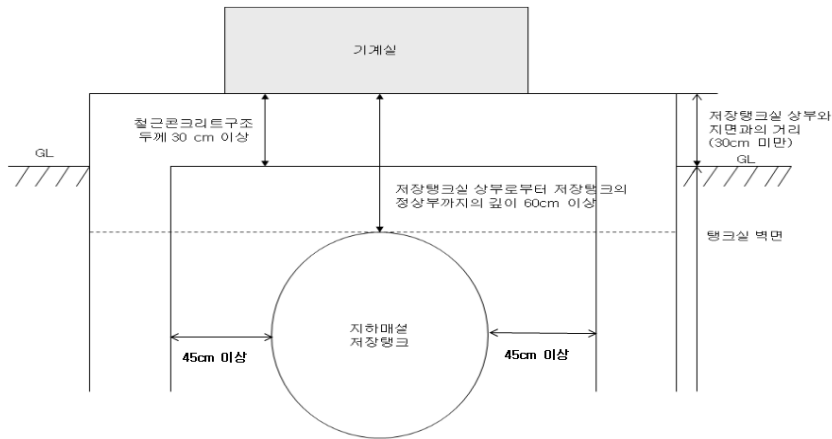 기계실
철근콘크리트구조
두께 30 cm 이상
저장탱크실 상부와
지면과의 거리
(30cm 미만)
GL
GL
저장탱크실 상부로부터 저장탱크의
정상부까지의 깊이 60cm 이상
탱크실 벽면
지하매설
저장탱크
45cm 이상
45cm 이상